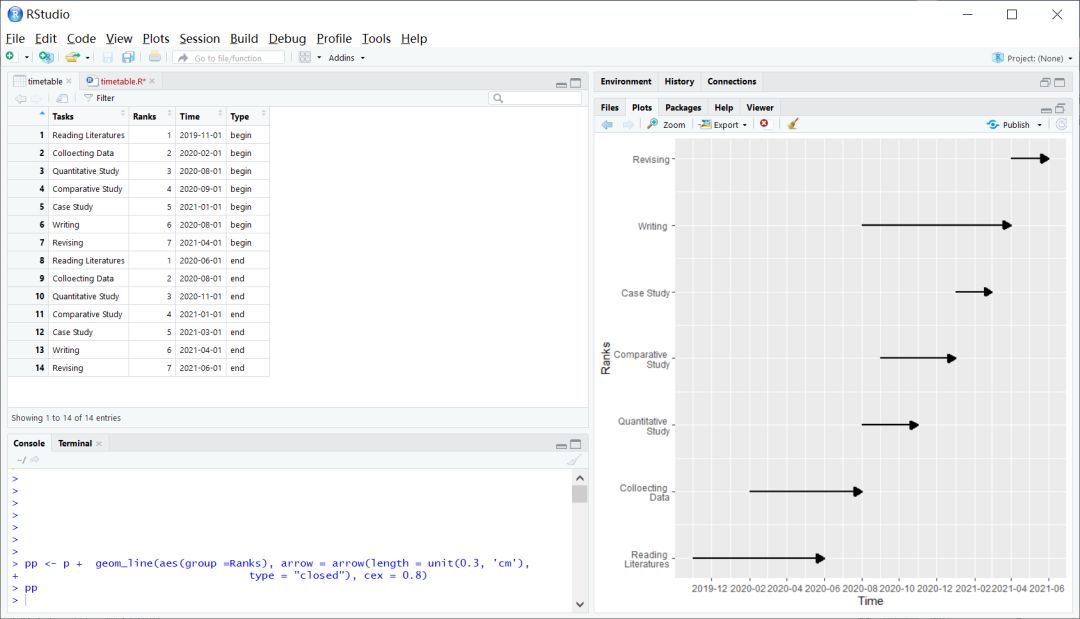 RStudio
File Edit Code View Plots Session Build Debug Profile Tools Help
Go to file/function Addins Project: (None)
timetable timetable.R*
Filter
Tasks Ranks Time Type
1 Reading Literatures 1 2019-11-01 begin
2 Colloecting Data 2 2020-02-01 begin
3 Quantitative Study 3 2020-08-01 begin
4 Comparative Study 4 2020-09-01 begin
5 Case Study 5 2021-01-01 begin
6 Writing 6 2020-08-01 begin
7 Revising 7 2021-04-01 begin
8 Reading Literatures 1 2020-06-01 end
9 Colloecting Data 2 2020-08-01 end
10 Quantitative Study 3 2020-11-01 end
11 Comparative Study 4 2021-01-01 end
12 Case Study 5 2021-03-01 end
13 Writing 6 2021-04-01 end
14 Revising 7 2021-06-01 end
Showing 1 to 14 of 14 entries
Console Terminal
~/
>
>
>
>
>
>
>
> pp <- p +  geom_line(aes(group =Ranks), arrow = arrow(length = unit(0.3, 'cm'),
+ type = "closed"), cex = 0.8)
> pp
>
Environment History Connections
Files Plots Packages Help Viewer
Zoom Export Publish
Revising
Writing
Case Study
Comparative
Study
Quantitative
Study
Colloecting
Data
Reading
Literatures
Ranks
2019-12 2020-02 2020-04 2020-06 2020-08 2020-10 2020-12 2021-02 2021-04 2021-06
Time